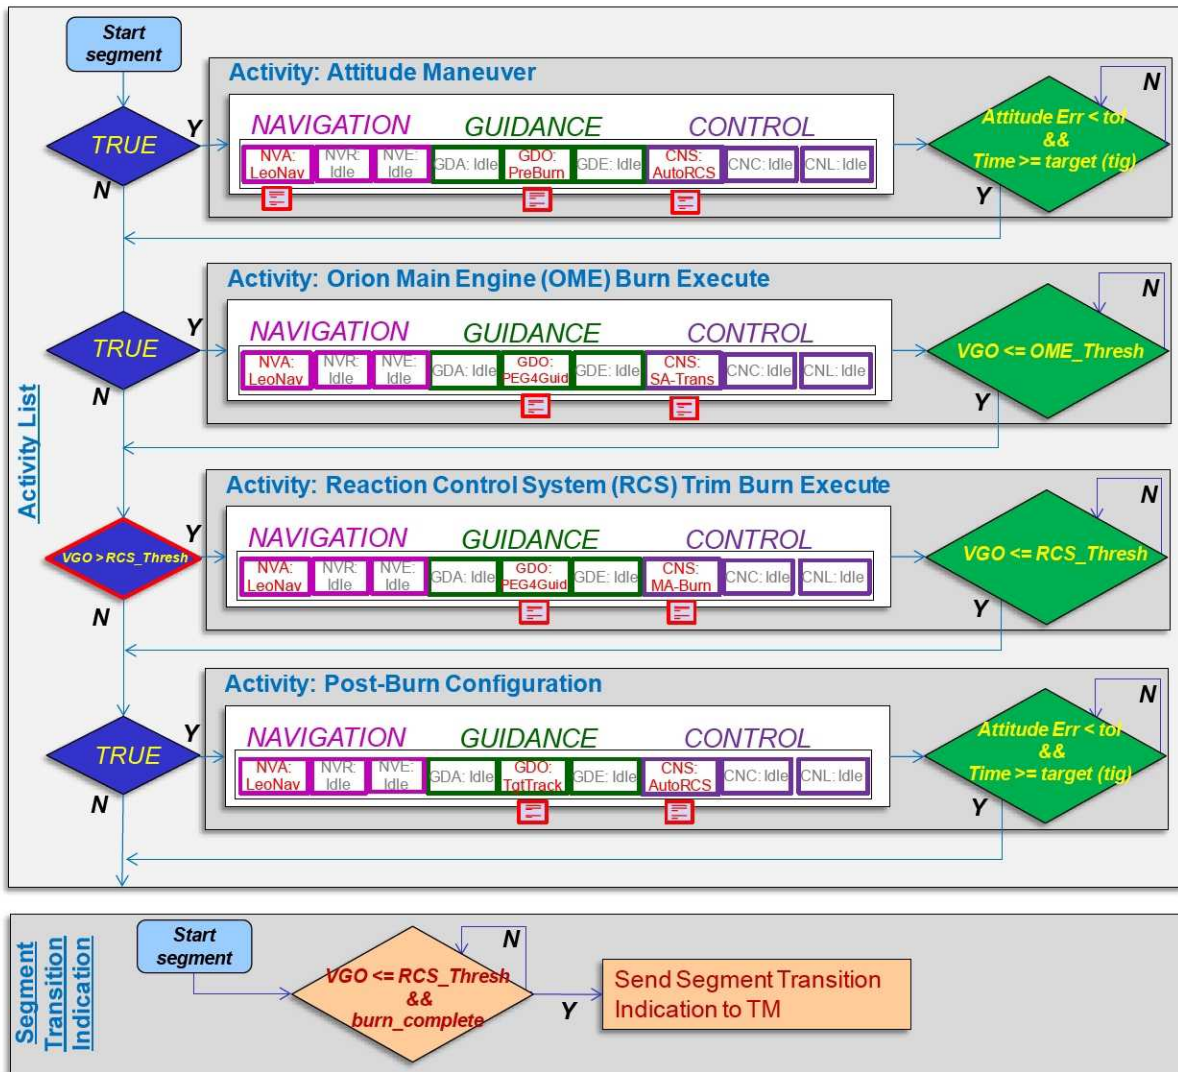 Start
segment
Activity List
Activity: Attitude Maneuver
TRUE
Y
N
NAVIGATION GUIDANCE CONTROL
NVA: NVR: NVE: GDA: Idle GDO: GDE: Idle CNS: CNC: Idle CNL: Idle
LeoNav Idle Idle PreBurn AutoRCS
Attitude Err < tol
&&
Time >= target (tig)
N
Y
Activity: Orion Main Engine (OME) Burn Execute
TRUE
Y
N
NAVIGATION GUIDANCE CONTROL
NVA: NVR: NVE: GDA: Idle GDO: GDE: Idle CNS: CNC: Idle CNL: Idle
LeoNav Idle Idle PEG4Guid SA-Trans
VGO <= OME_Thresh
N
Y
Activity: Reaction Control System (RCS) Trim Burn Execute
VGO > RCS_Thresh
Y
N
NAVIGATION GUIDANCE CONTROL
NVA: NVR: NVE: GDA: Idle GDO: GDE: Idle CNS: CNC: Idle CNL: Idle
LeoNav Idle Idle PEG4Guid MA-Burn
VGO <= RCS_Thresh
N
Y
Activity: Post-Burn Configuration
TRUE
Y
N
NAVIGATION GUIDANCE CONTROL
NVA: NVR: NVE: GDA: Idle GDO: GDE: Idle CNS: CNC: Idle CNL: Idle
LeoNav Idle Idle TgtTrack AutoRCS
Attitude Err < tol
&&
Time >= target (tig)
N
Y
Segment
Transition
Indication
Start
segment
VGO <= RCS_Thresh
&&
burn_complete
N
Y
Send Segment Transition
Indication to TM